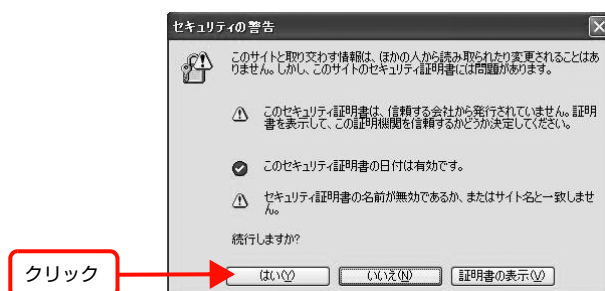 セキュリティの警告
このサイトと取り交わす情報は、ほかの人から読み取られたり変更されることはあ
りません。しかし、このサイトのセキュリティ証明書には問題があります。
このセキュリティ証明書は、信頼する会社から発行されていません。証明
書を表示して、この証明機関を信頼するかどうか決定してください。
このセキュリティ証明書の日付は有効です。
セキュリティ証明書の名前が無効であるか、またはサイト名と一致しませ
ん。
続行しますか?
クリック
はい(Y) いいえ(N) 証明書の表示(V)